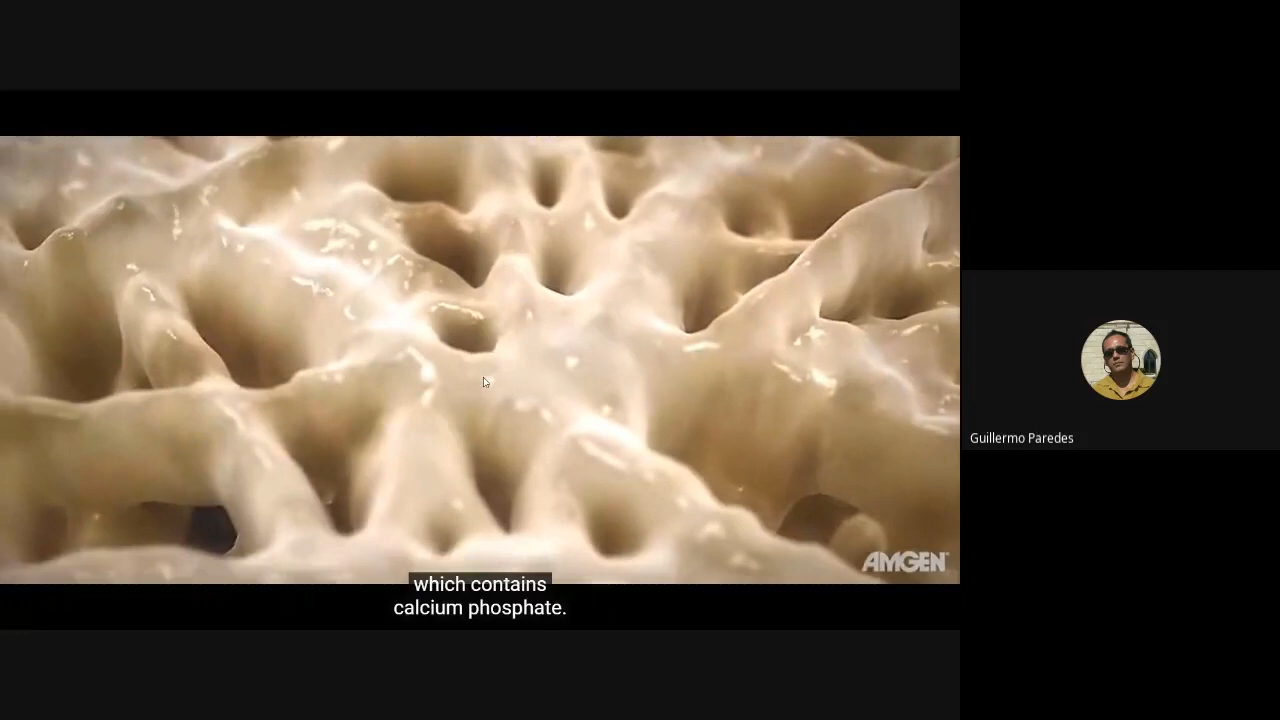 AMGEN
which contains
calcium phosphate.
Guillermo Paredes